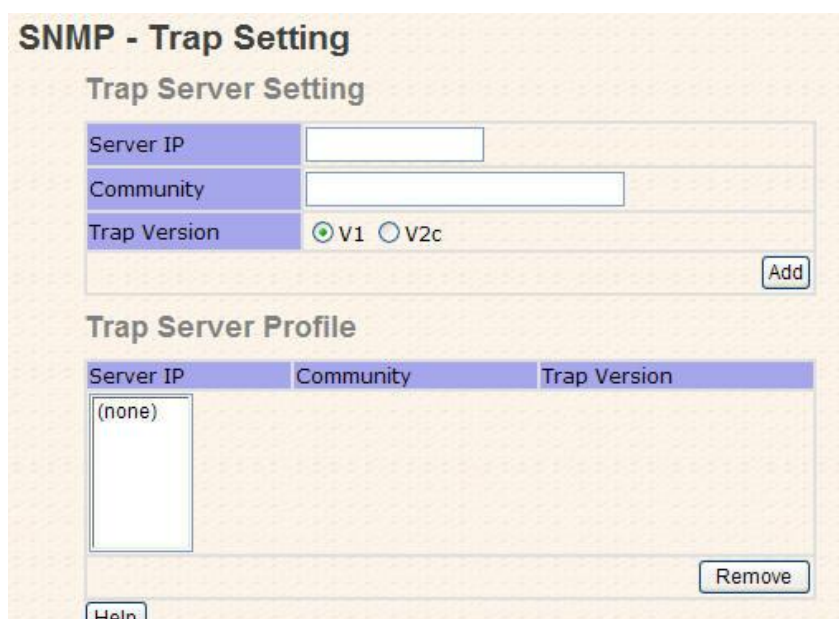 SNMP - Trap Setting
Trap Server Setting
Server IP
Community
Trap Version V1 V2c
Add
Trap Server Profile
Server IP Community Trap Version
(none)
Remove
Help